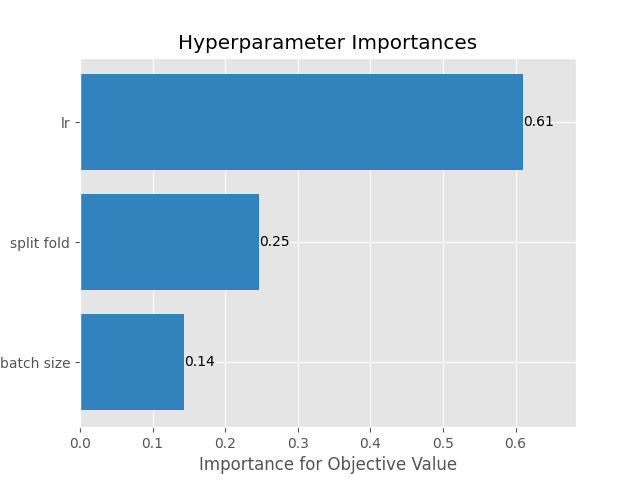 Hyperparameter Importances
lr
0.61
split fold
0.25
batch size
0.14
0.0 0.1 0.2 0.3 0.4 0.5 0.6
Importance for Objective Value